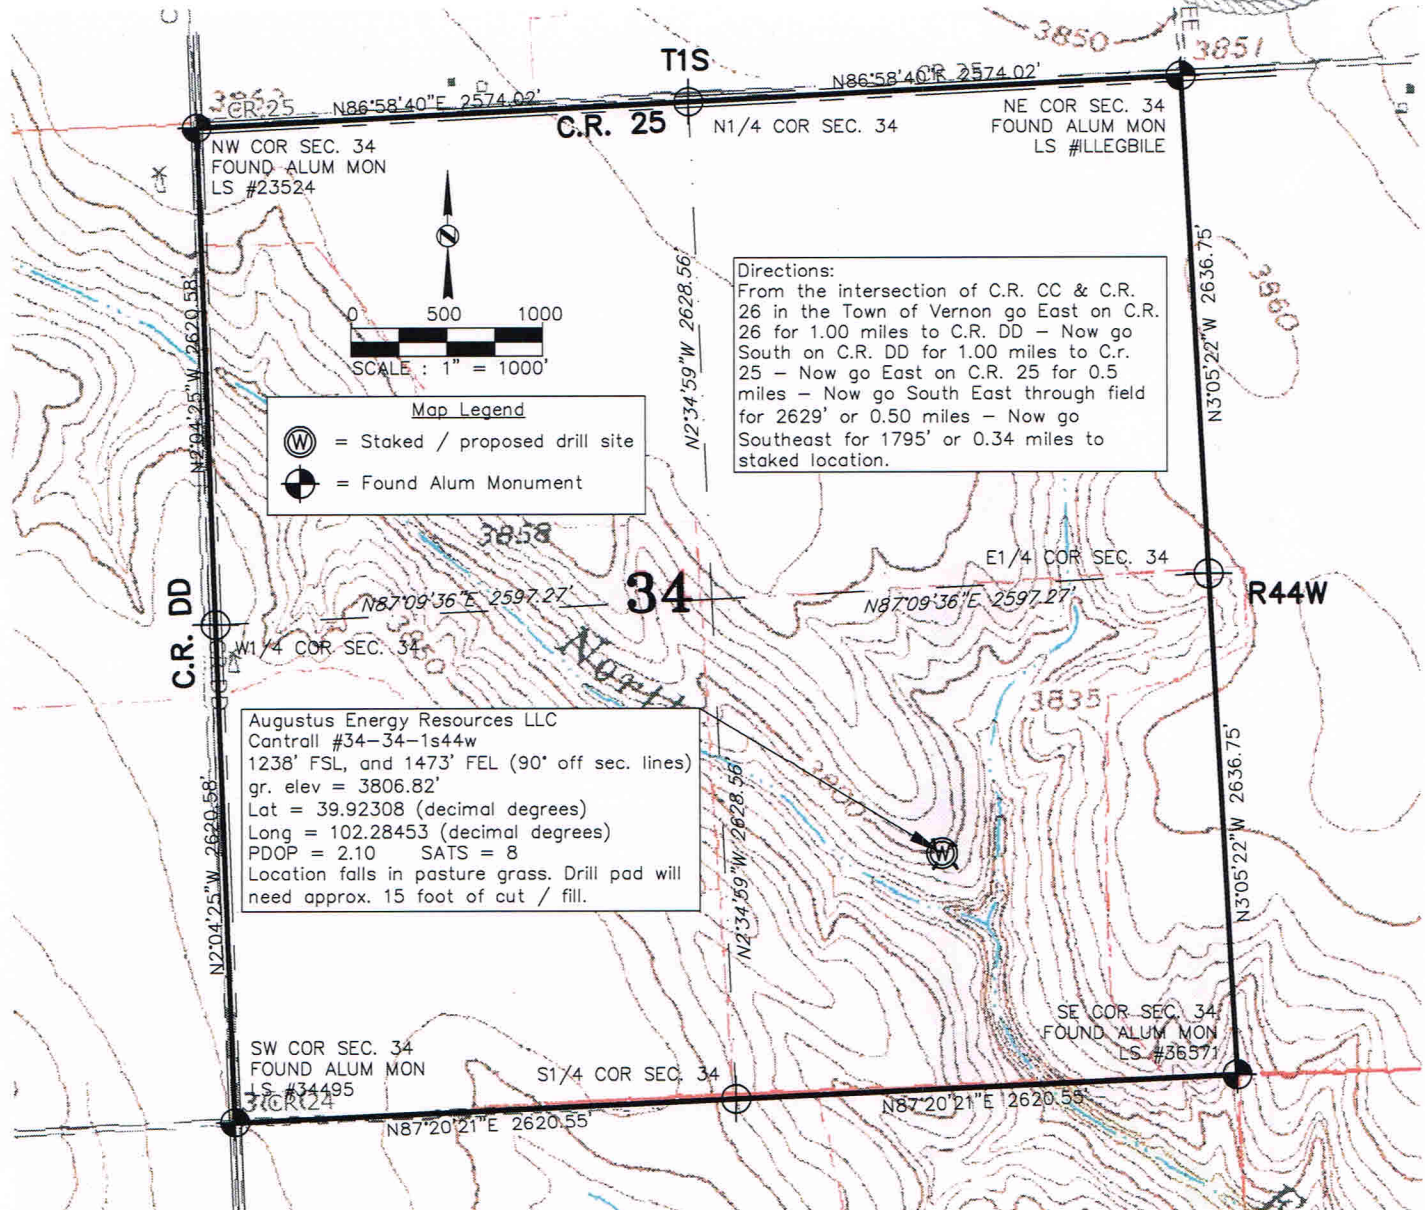 T1S
3850
3851
EE
C
CR 25
N86°58'40"E 2574.02'
C.R. 25
N86°58'40"E 2574.02'
CR 25
N1/4 COR SEC. 34
NW COR SEC. 34
FOUND ALUM MON
LS #23524
NE COR SEC. 34
FOUND ALUM MON
LS #ILLEGBILE
N
0 500 1000
SCALE : 1" = 1000'
Map Legend
W = Staked / proposed drill site
= Found Alum Monument
Directions:
From the intersection of C.R. CC & C.R.
26 in the Town of Vernon go East on C.R.
26 for 1.00 miles to C.R. DD – Now go
South on C.R. DD for 1.00 miles to C.r.
25 – Now go East on C.R. 25 for 0.5
miles – Now go South East through field
for 2629' or 0.50 miles – Now go
Southeast for 1795' or 0.34 miles to
staked location.
N2°04'25"W 2620.58'
N2°34'59"W 2628.56'
N3°05'22"W 2636.75'
3860
3858
34
E1/4 COR SEC. 34
R44W
C.R. DD
N87°09'36"E 2597.27'
N87°09'36"E 2597.27'
W1/4 COR SEC. 34
3850
North
3835
Augustus Energy Resources LLC
Cantrall #34-34-1s44w
1238' FSL, and 1473' FEL (90° off sec. lines)
gr. elev = 3806.82'
Lat = 39.92308 (decimal degrees)
Long = 102.28453 (decimal degrees)
PDOP = 2.10 SATS = 8
Location falls in pasture grass. Drill pad will
need approx. 15 foot of cut / fill.
3800
W
N2°04'25"W 2620.58'
N2°34'59"W 2628.56'
N3°05'22"W 2636.75'
SW COR SEC. 34
FOUND ALUM MON
LS #34495
CR 24
S1/4 COR SEC. 34
SE COR SEC. 34
FOUND ALUM MON
LS #36571
N87°20'21"E 2620.55'
N87°20'21"E 2620.55'